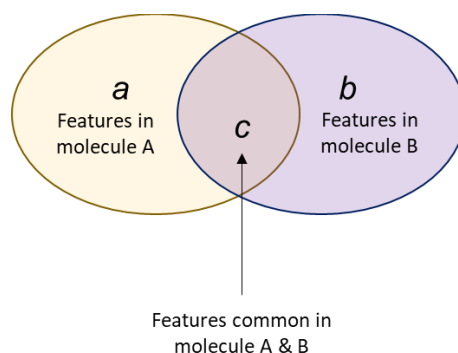 a
Features in
molecule A
b
Features in
molecule B
c
Features common in
molecule A & B